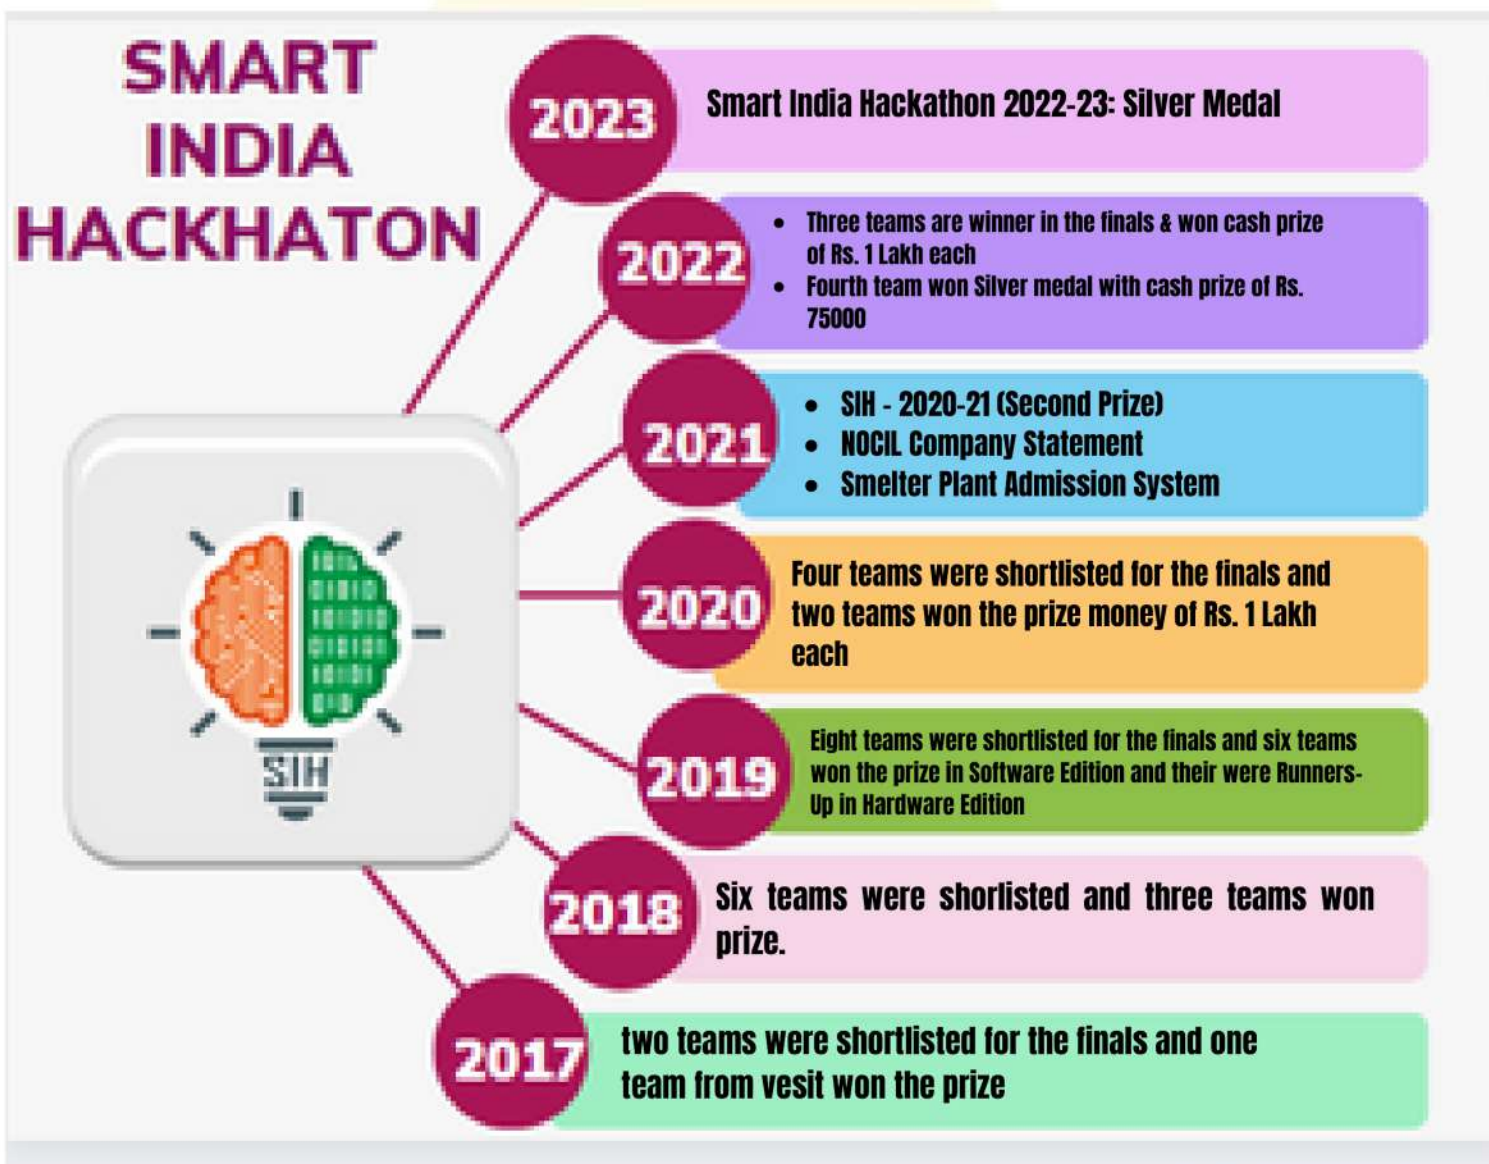 SMART
INDIA
HACKHATON
2023
Smart India Hackathon 2022-23: Silver Medal
2022
• Three teams are winner in the finals & won cash prize
of Rs. 1 Lakh each
• Fourth team won Silver medal with cash prize of Rs.
75000
2021
• SIH - 2020-21 (Second Prize)
• NOCIL Company Statement
• Smelter Plant Admission System
2020
Four teams were shortlisted for the finals and
two teams won the prize money of Rs. 1 Lakh
each
2019
Eight teams were shortlisted for the finals and six teams
won the prize in Software Edition and their were Runners-
Up in Hardware Edition
2018
Six teams were shorlisted and three teams won
prize.
2017
two teams were shortlisted for the finals and one
team from vesit won the prize
SIH